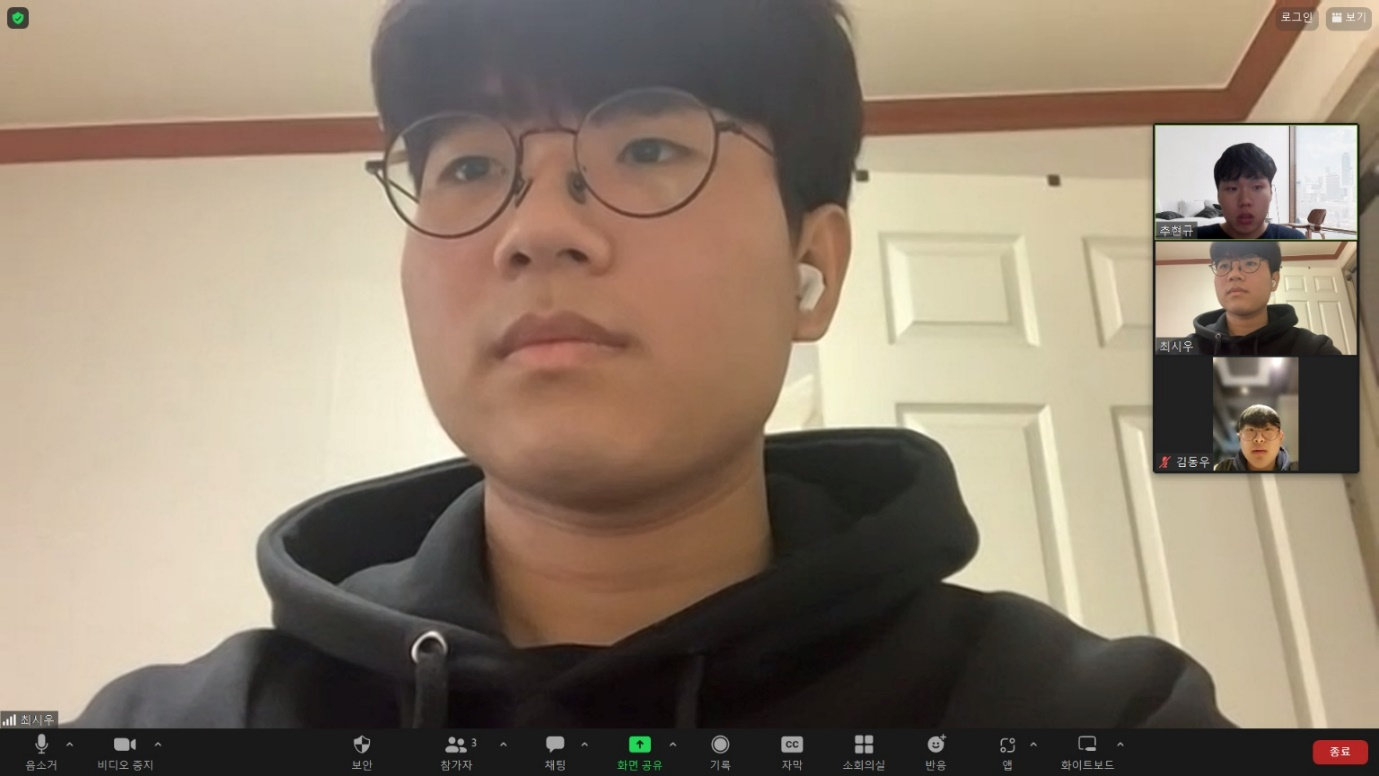 로그인
보기
추현규
최시우
김동우
최시우
음소거
비디오 중지
보안
참가자
3
채팅
화면 공유
기록
CC
자막
소회의실
반응
앱
화이트보드
종료